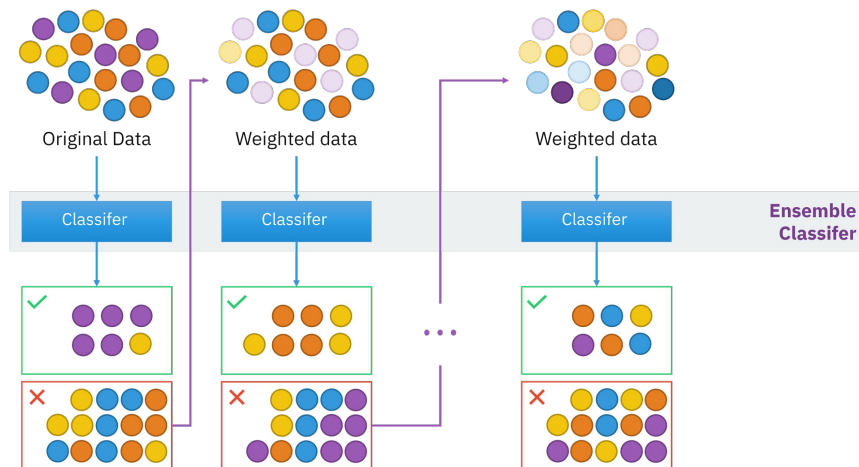 Original Data
Weighted data
Weighted data
Classifer
Classifer
Classifer
Ensemble
Classifer